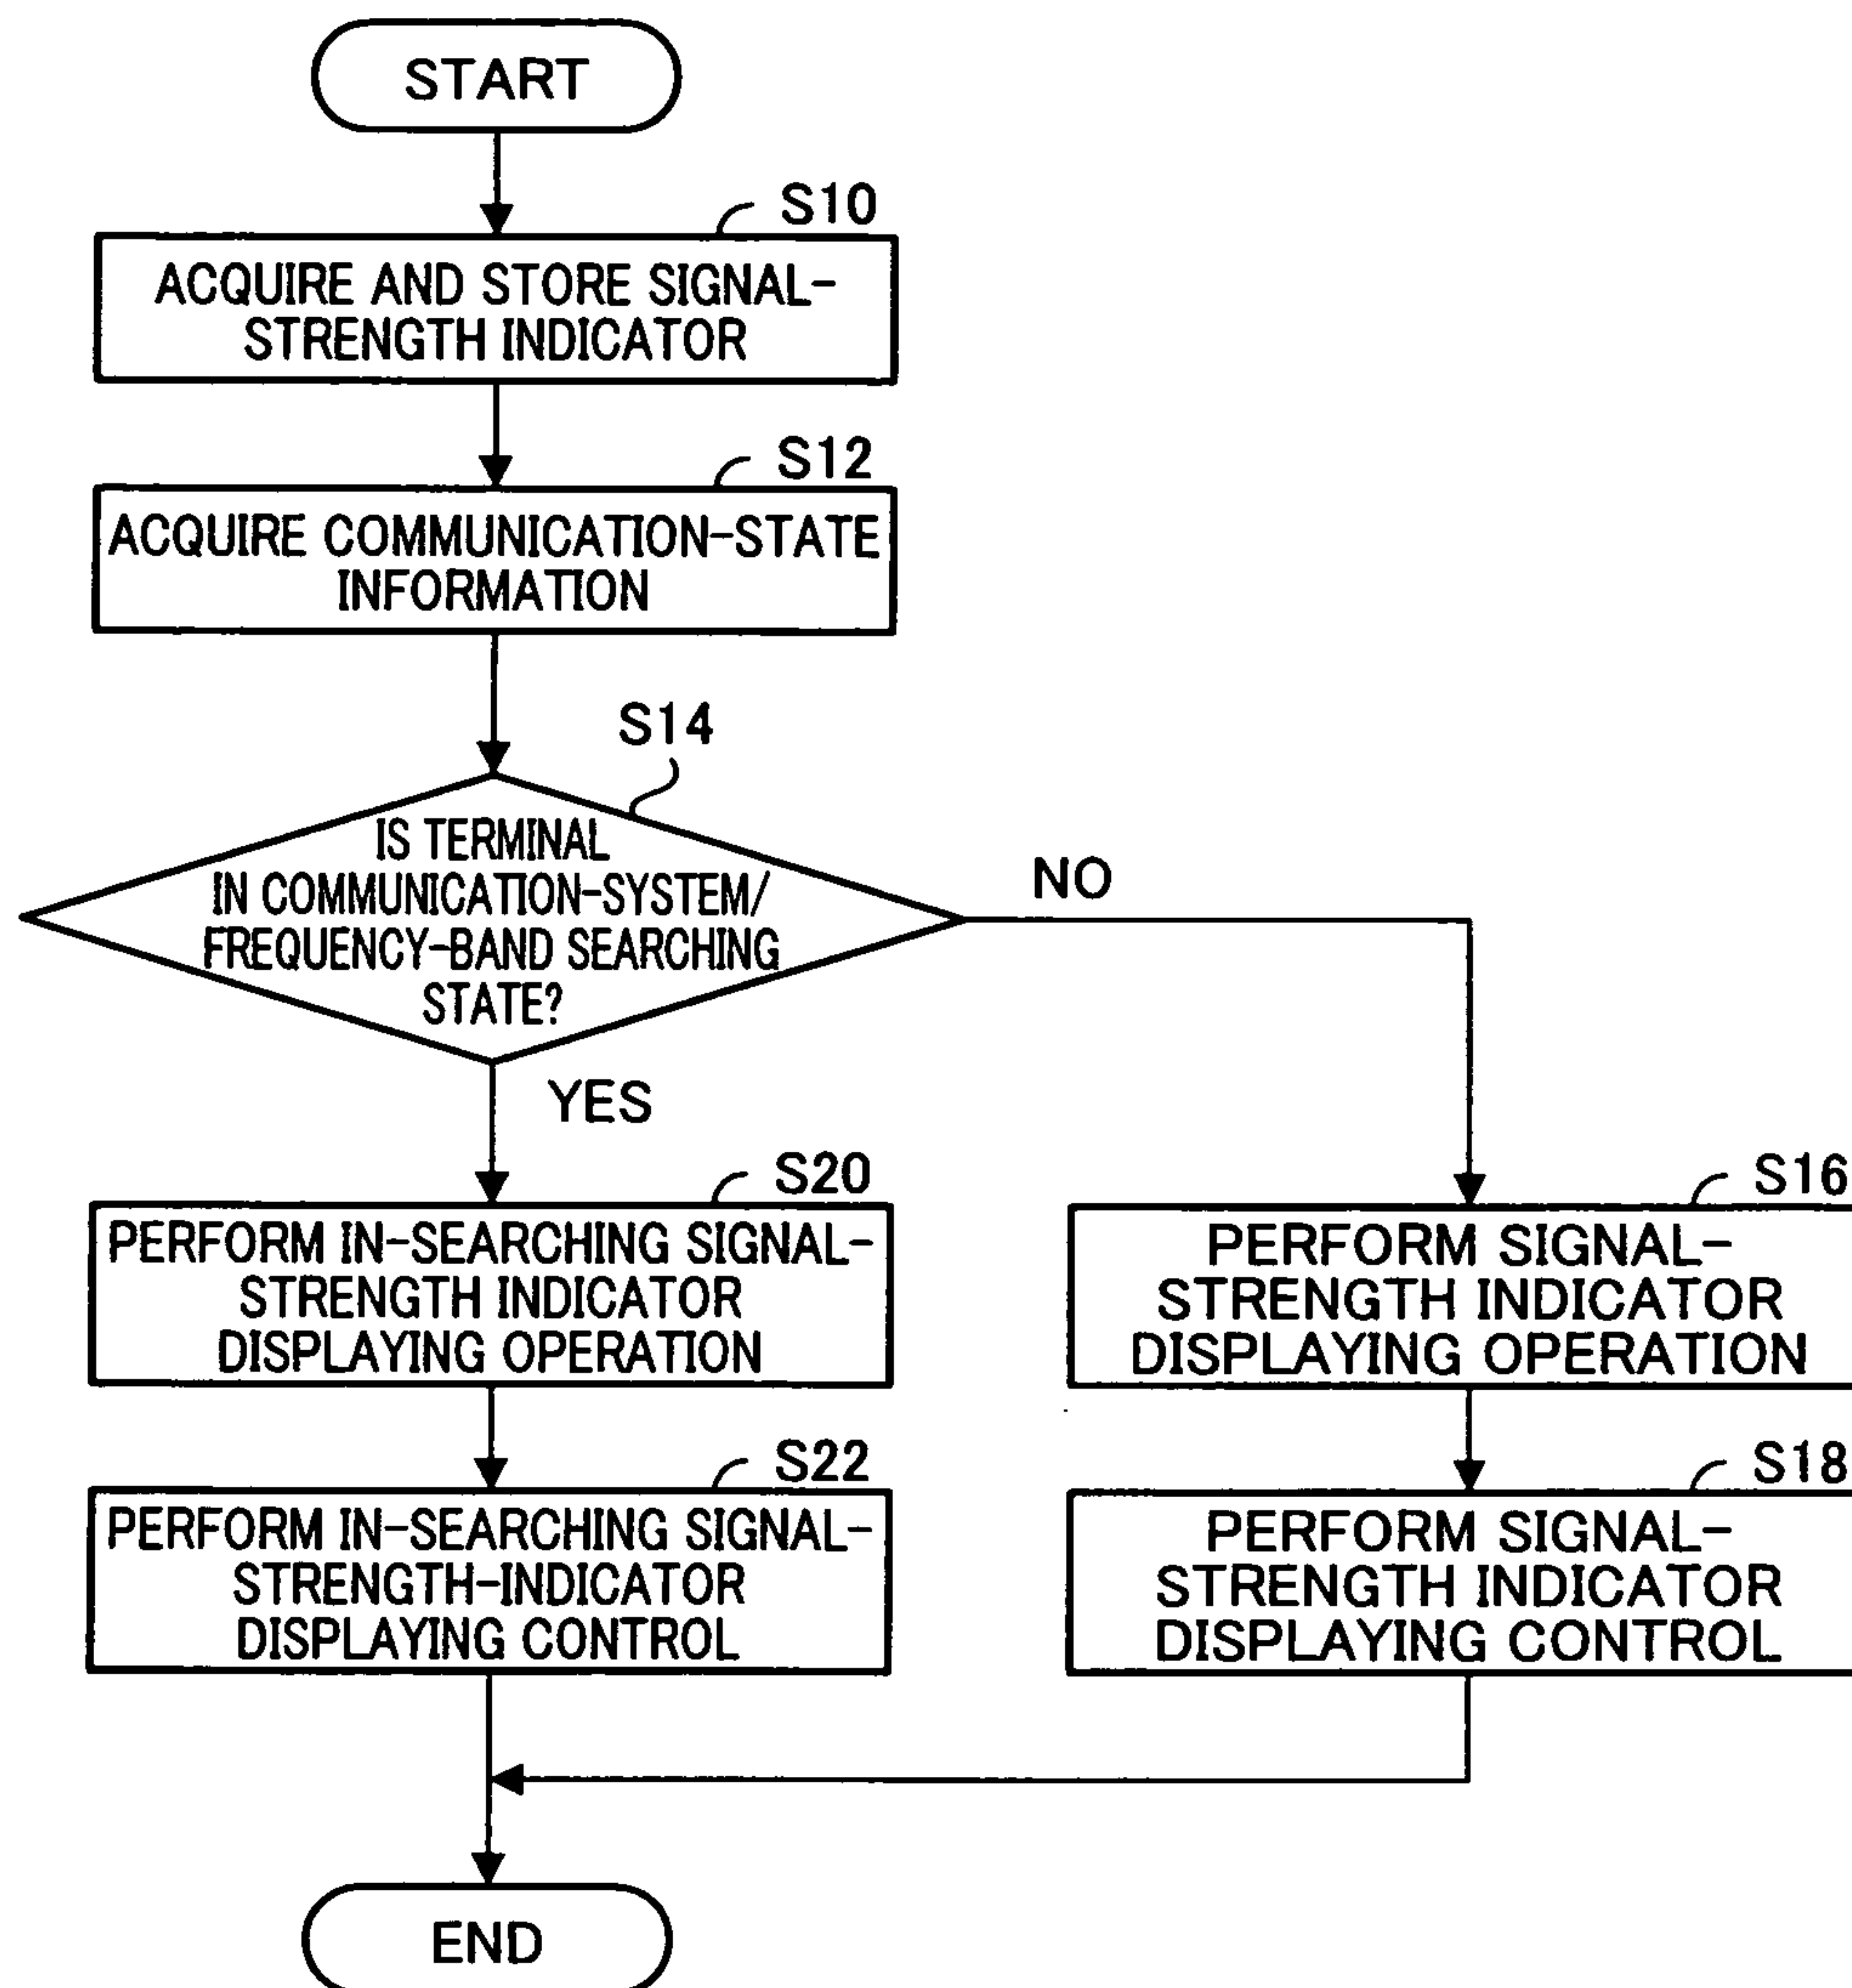 START
S10
ACQUIRE AND STORE SIGNAL-
STRENGTH INDICATOR
S12
ACQUIRE COMMUNICATION-STATE
INFORMATION
S14
IS TERMINAL
IN COMMUNICATION-SYSTEM/
FREQUENCY-BAND SEARCHING
STATE?
NO
YES
S20
PERFORM IN-SEARCHING SIGNAL-
STRENGTH INDICATOR
DISPLAYING OPERATION
S16
PERFORM SIGNAL-
STRENGTH INDICATOR
DISPLAYING OPERATION
S22
PERFORM IN-SEARCHING SIGNAL-
STRENGTH-INDICATOR
DISPLAYING CONTROL
S18
PERFORM SIGNAL-
STRENGTH INDICATOR
DISPLAYING CONTROL
END